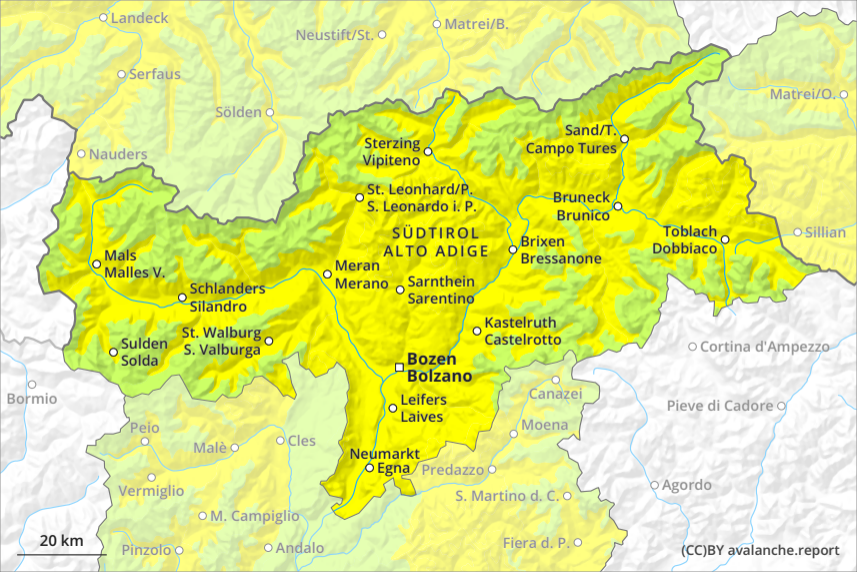 Landeck
Neustift/St.
Matrei/B.
Serfaus
Matrei/O.
Sölden
Nauders
Sterzing
Vipiteno
Sand/T.
Campo Tures
St. Leonhard/P.
S. Leonardo i. P.
Bruneck
Brunico
SÜDTIROL
ALTO ADIGE
Toblach
Dobbiaco
Sillian
Brixen
Bressanone
Mals
Malles V.
Meran
Merano
Sarnthein
Sarentino
Schlanders
Silandro
Kastelruth
Castelrotto
St. Walburg
S. Valburga
Sulden
Solda
Cortina d'Ampezzo
Bozen
Bolzano
Bormio
Canazei
Leifers
Laives
Pieve di Cadore
Peio
Moena
Malè
Cles
Neumarkt
Egna
Predazzo
Vermiglio
S. Martino d. C.
Agordo
M. Campiglio
20 km
Pinzolo
Andalo
Fiera d. P.
(CC)BY avalanche.report